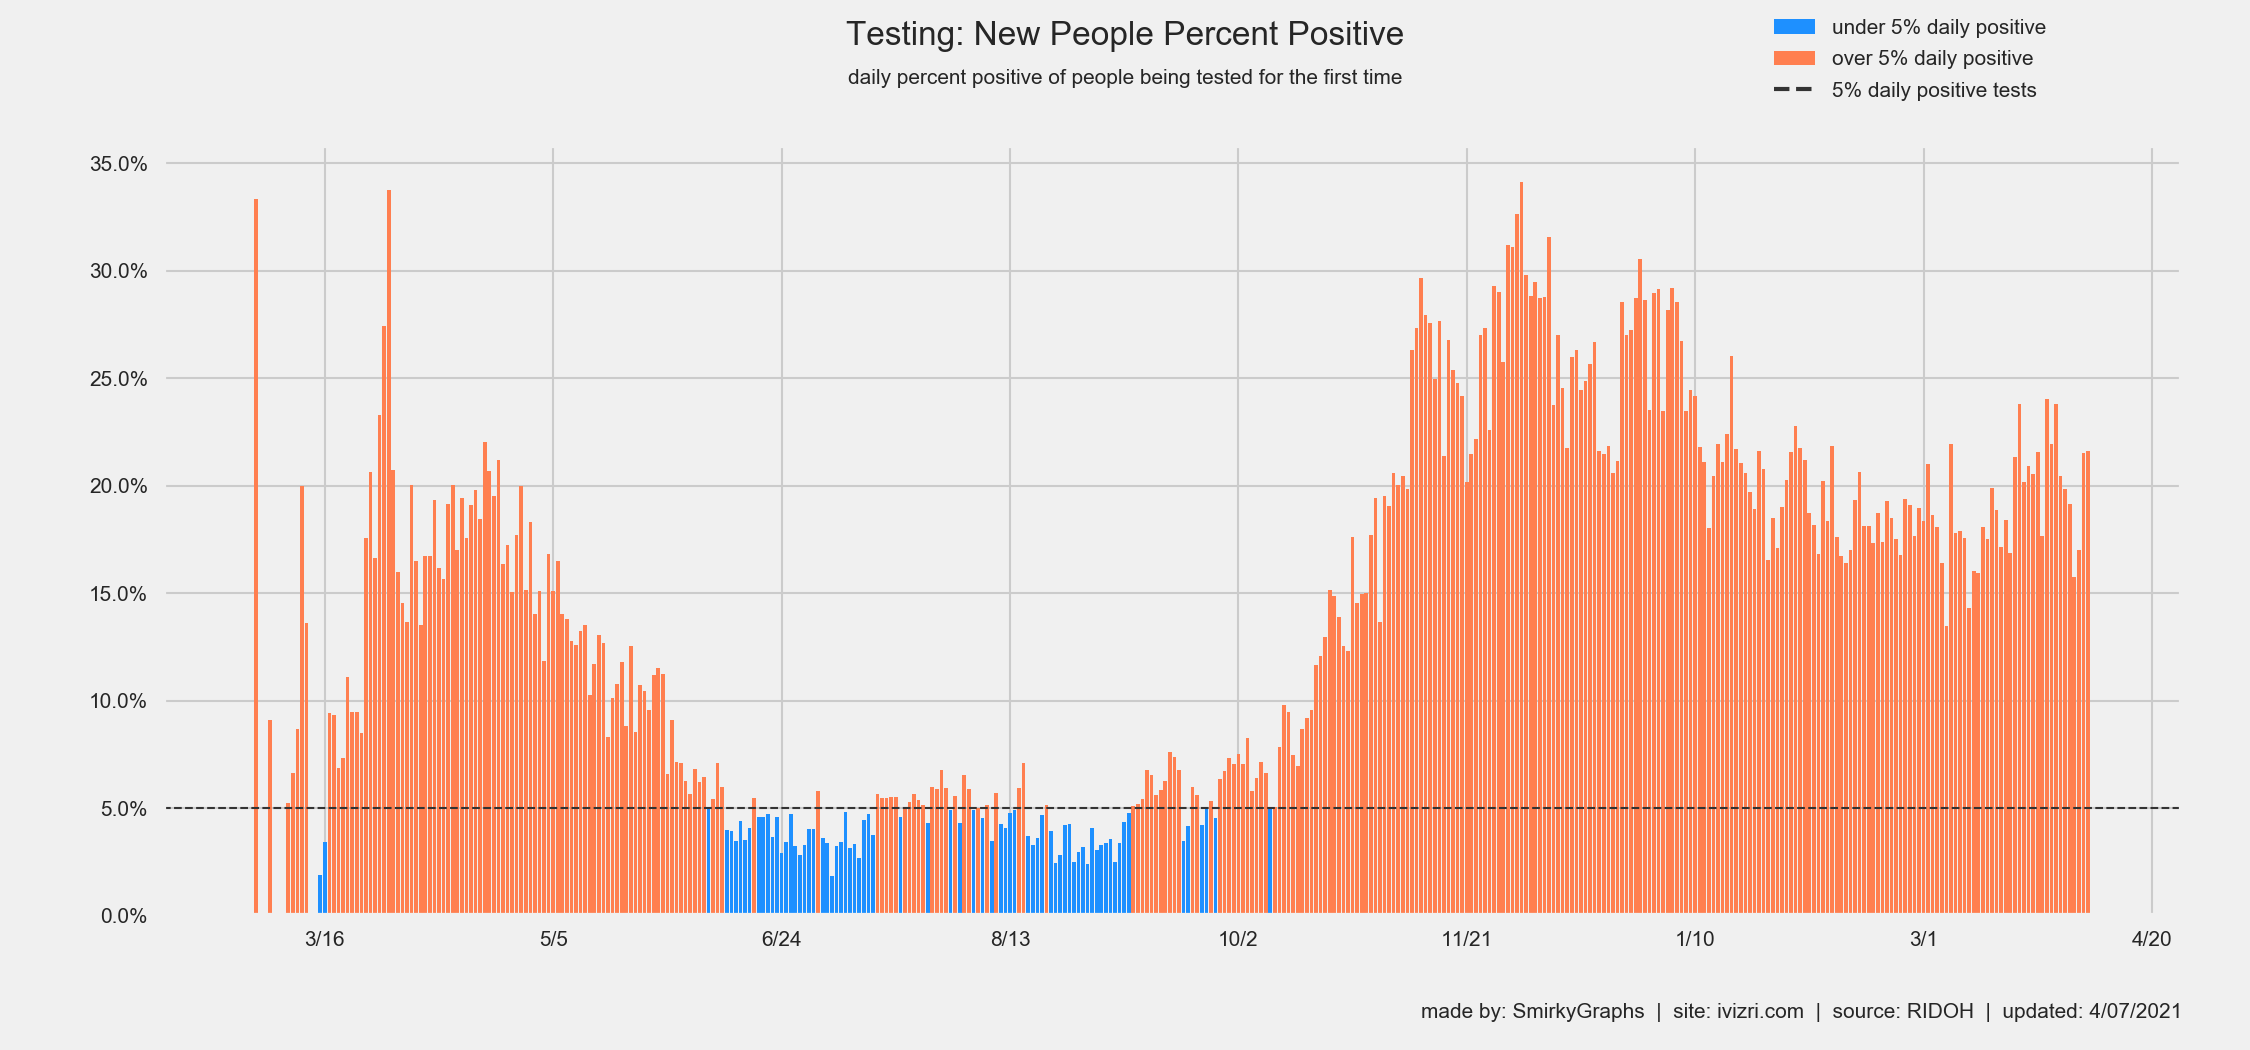 Testing: New People Percent Positive
daily percent positive of people being tested for the first time
under 5% daily positive
over 5% daily positive
5% daily positive tests
35.0%
30.0%
25.0%
20.0%
15.0%
10.0%
5.0%
0.0%
3/16 5/5 6/24 8/13 10/2 11/21 1/10 3/1 4/20
made by: SmirkyGraphs | site: ivizri.com | source: RIDOH | updated: 4/07/2021